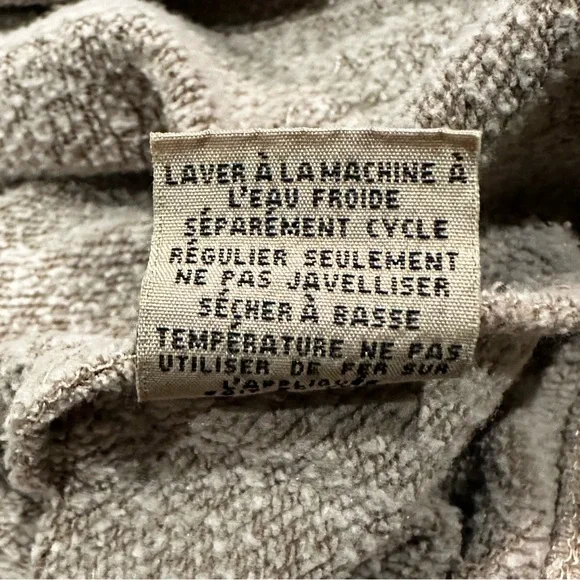 LAVER À LA MACHINE À
L'EAU FROIDE
SÉPARÉMENT CYCLE
RÉGULIER SEULEMENT
NE PAS JAVELLISER
SÉCHER À BASSE
TEMPÉRATURE NE PAS
UTILISER DE FER SUR
L'APPLIQUÉ